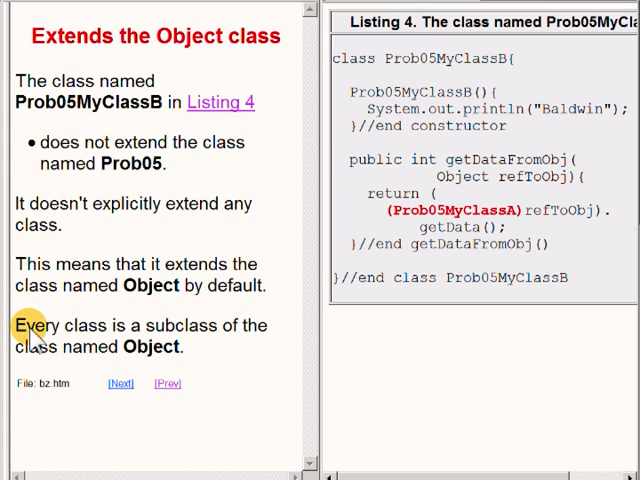 Extends the Object class
The class named
Prob05MyClassB in Listing 4
• does not extend the class
named Prob05.
It doesn't explicitly extend any
class.
This means that it extends the
class named Object by default.
Every class is a subclass of the
class named Object.
File: bz.htm [Next] [Prev]
Listing 4. The class named Prob05MyCla
class Prob05MyClassB{
Prob05MyClassB(){
System.out.println("Baldwin");
}//end constructor
public int getDataFromObj(
Object refToObj){
return (
(Prob05MyClassA)refToObj).
getData();
}//end getDataFromObj()
}//end class Prob05MyClassB